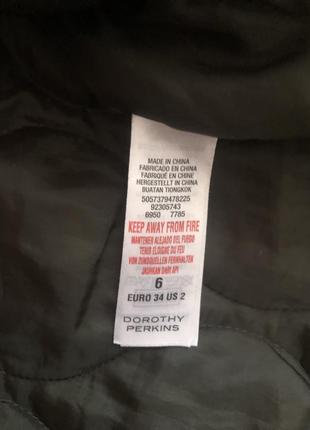 MADE IN CHINA
FABRICADO EN CHINA
FABRIQUÉ EN CHINE
HERGESTELLT IN CHINA
BUATAN TIONGKOK
5057379478225
92305743
6950 7785
KEEP AWAY FROM FIRE
MANTENER ALEJADO DEL FUEGO
TENIR ELOIGNE DU FEU
VON ZUNDQUELLEN FERNHALTEN
JAUHKAN DARI API
6
EURO 34 US 2
DOROTHY
PERKINS